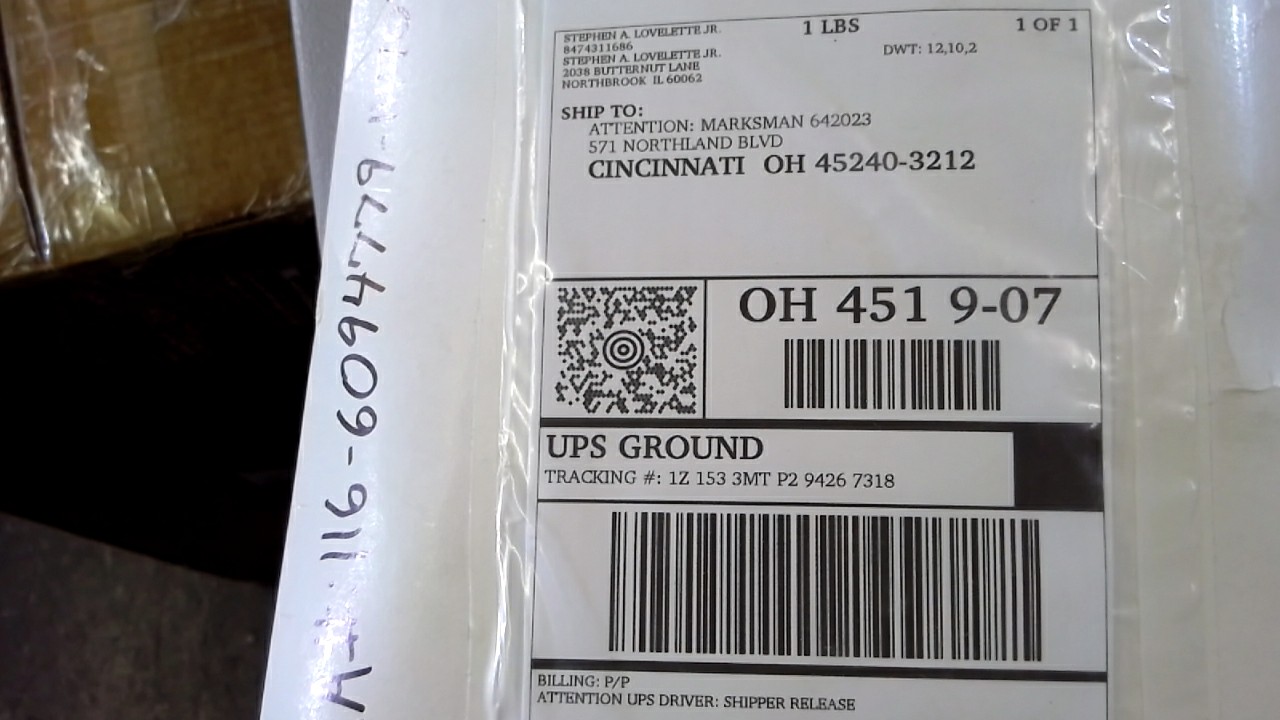 STEPHEN A. LOVELETTE JR.
8474311686
STEPHEN A. LOVELETTE JR.
2038 BUTTERNUT LANE
NORTHBROOK IL 60062
1 LBS
1 OF 1
DWT: 12,10,2
SHIP TO:
ATTENTION: MARKSMAN 642023
571 NORTHLAND BLVD
CINCINNATI OH 45240-3212
OH 451 9-07
UPS GROUND
TRACKING #: 1Z 153 3MT P2 9426 7318
BILLING: P/P
ATTENTION UPS DRIVER: SHIPPER RELEASE